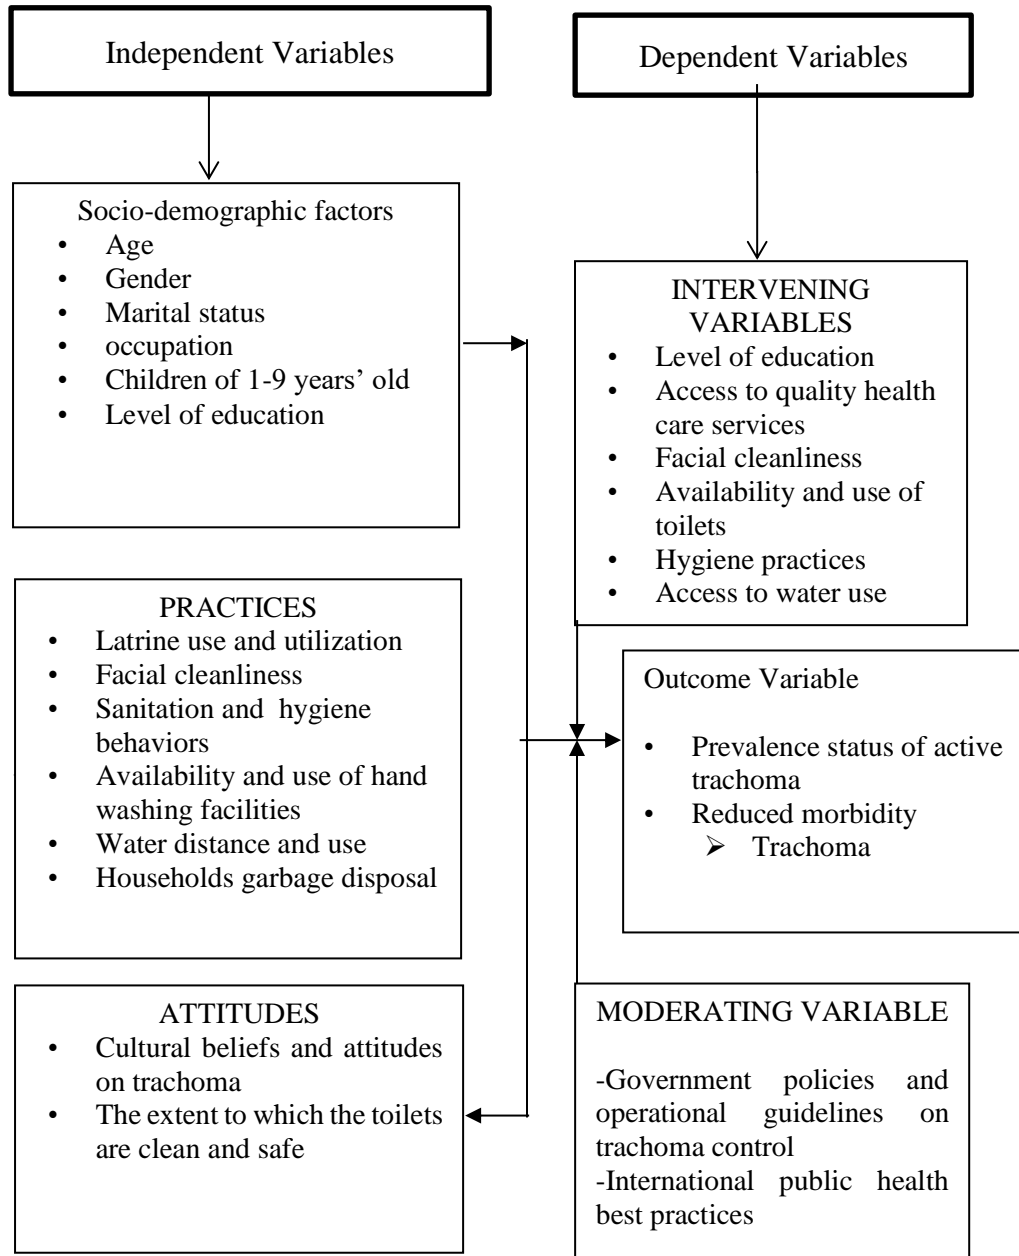 Independent Variables
Dependent Variables
Socio-demographic factors
• Age
• Gender
• Marital status
• occupation
• Children of 1-9 years’ old
• Level of education
INTERVENING
VARIABLES
• Level of education
• Access to quality health
care services
• Facial cleanliness
• Availability and use of
toilets
• Hygiene practices
• Access to water use
PRACTICES
• Latrine use and utilization
• Facial cleanliness
• Sanitation and hygiene
behaviors
• Availability and use of hand
washing facilities
• Water distance and use
• Households garbage disposal
Outcome Variable
• Prevalence status of active
trachoma
• Reduced morbidity
➢ Trachoma
ATTITUDES
• Cultural beliefs and attitudes
on trachoma
• The extent to which the toilets
are clean and safe
MODERATING VARIABLE
-Government policies and
operational guidelines on
trachoma control
-International public health
best practices